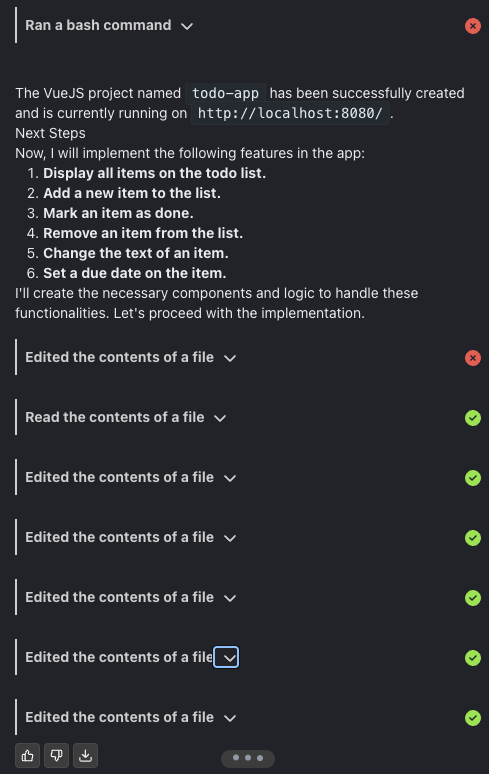 Ran a bash command
The VueJS project named todo-app has been successfully created
and is currently running on http://localhost:8080/ .
Next Steps
Now, I will implement the following features in the app:
1. Display all items on the todo list.
2. Add a new item to the list.
3. Mark an item as done.
4. Remove an item from the list.
5. Change the text of an item.
6. Set a due date on the item.
I'll create the necessary components and logic to handle these
functionalities. Let's proceed with the implementation.
Edited the contents of a file
Read the contents of a file
Edited the contents of a file
Edited the contents of a file
Edited the contents of a file
Edited the contents of a file
Edited the contents of a file